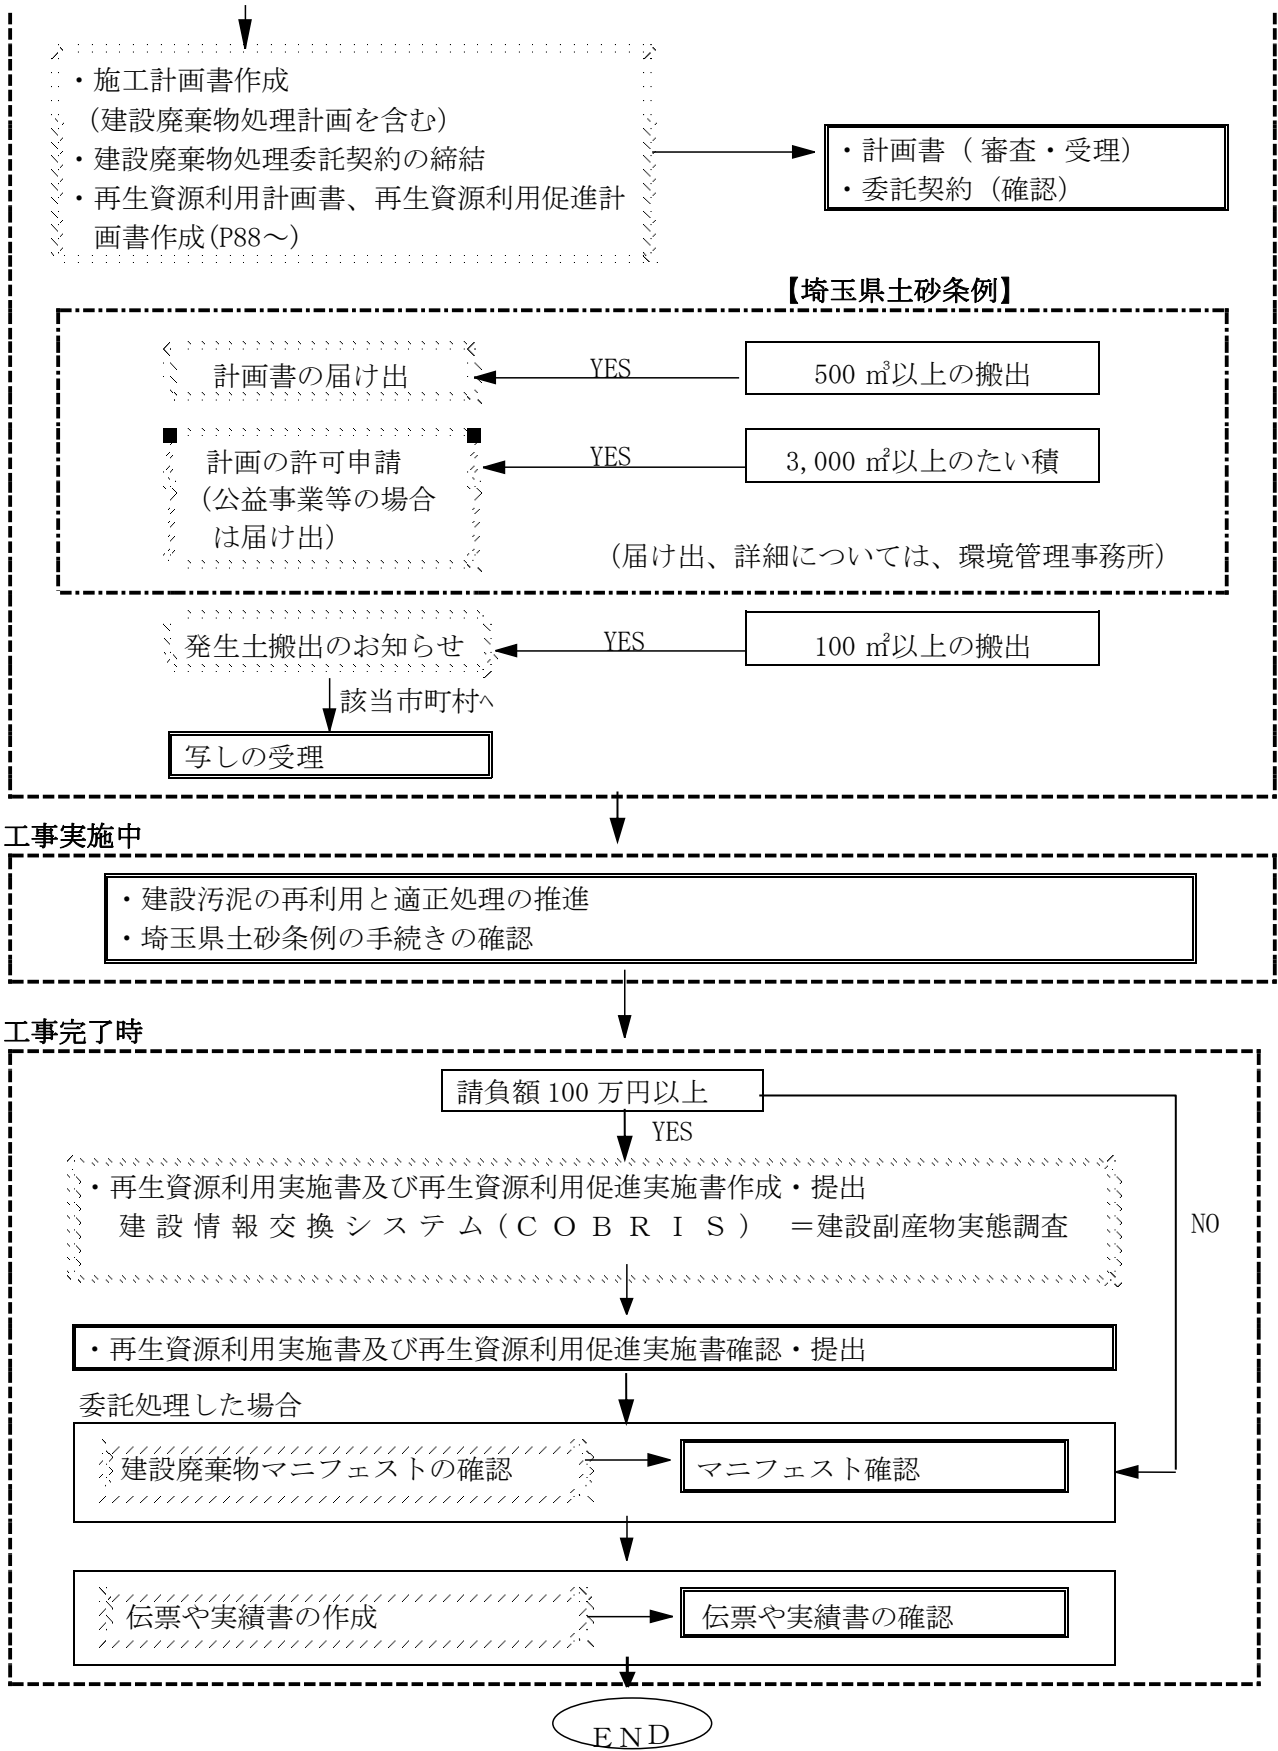 ・施工計画書作成
（建設廃棄物処理計画を含む）
・建設廃棄物処理委託契約の締結
・再生資源利用計画書、再生資源利用促進計
画書作成(P88～)
・計画書（審査・受理）
・委託契約（確認）
【埼玉県土砂条例】
計画書の届け出
YES
500 ㎥以上の搬出
計画の許可申請
（公益事業等の場合
は届け出）
YES
3,000 ㎡以上のたい積
（届け出、詳細については、環境管理事務所）
発生土搬出のお知らせ
YES
100 ㎡以上の搬出
該当市町村へ
写しの受理
工事実施中
・建設汚泥の再利用と適正処理の推進
・埼玉県土砂条例の手続きの確認
工事完了時
請負額 100 万円以上
YES
・再生資源利用実施書及び再生資源利用促進実施書作成・提出
建設情報交換システム(ＣＯＢＲＩＳ) ＝建設副産物実態調査
NO
・再生資源利用実施書及び再生資源利用促進実施書確認・提出
委託処理した場合
建設廃棄物マニフェストの確認
マニフェスト確認
伝票や実績書の作成
伝票や実績書の確認
ＥＮＤ